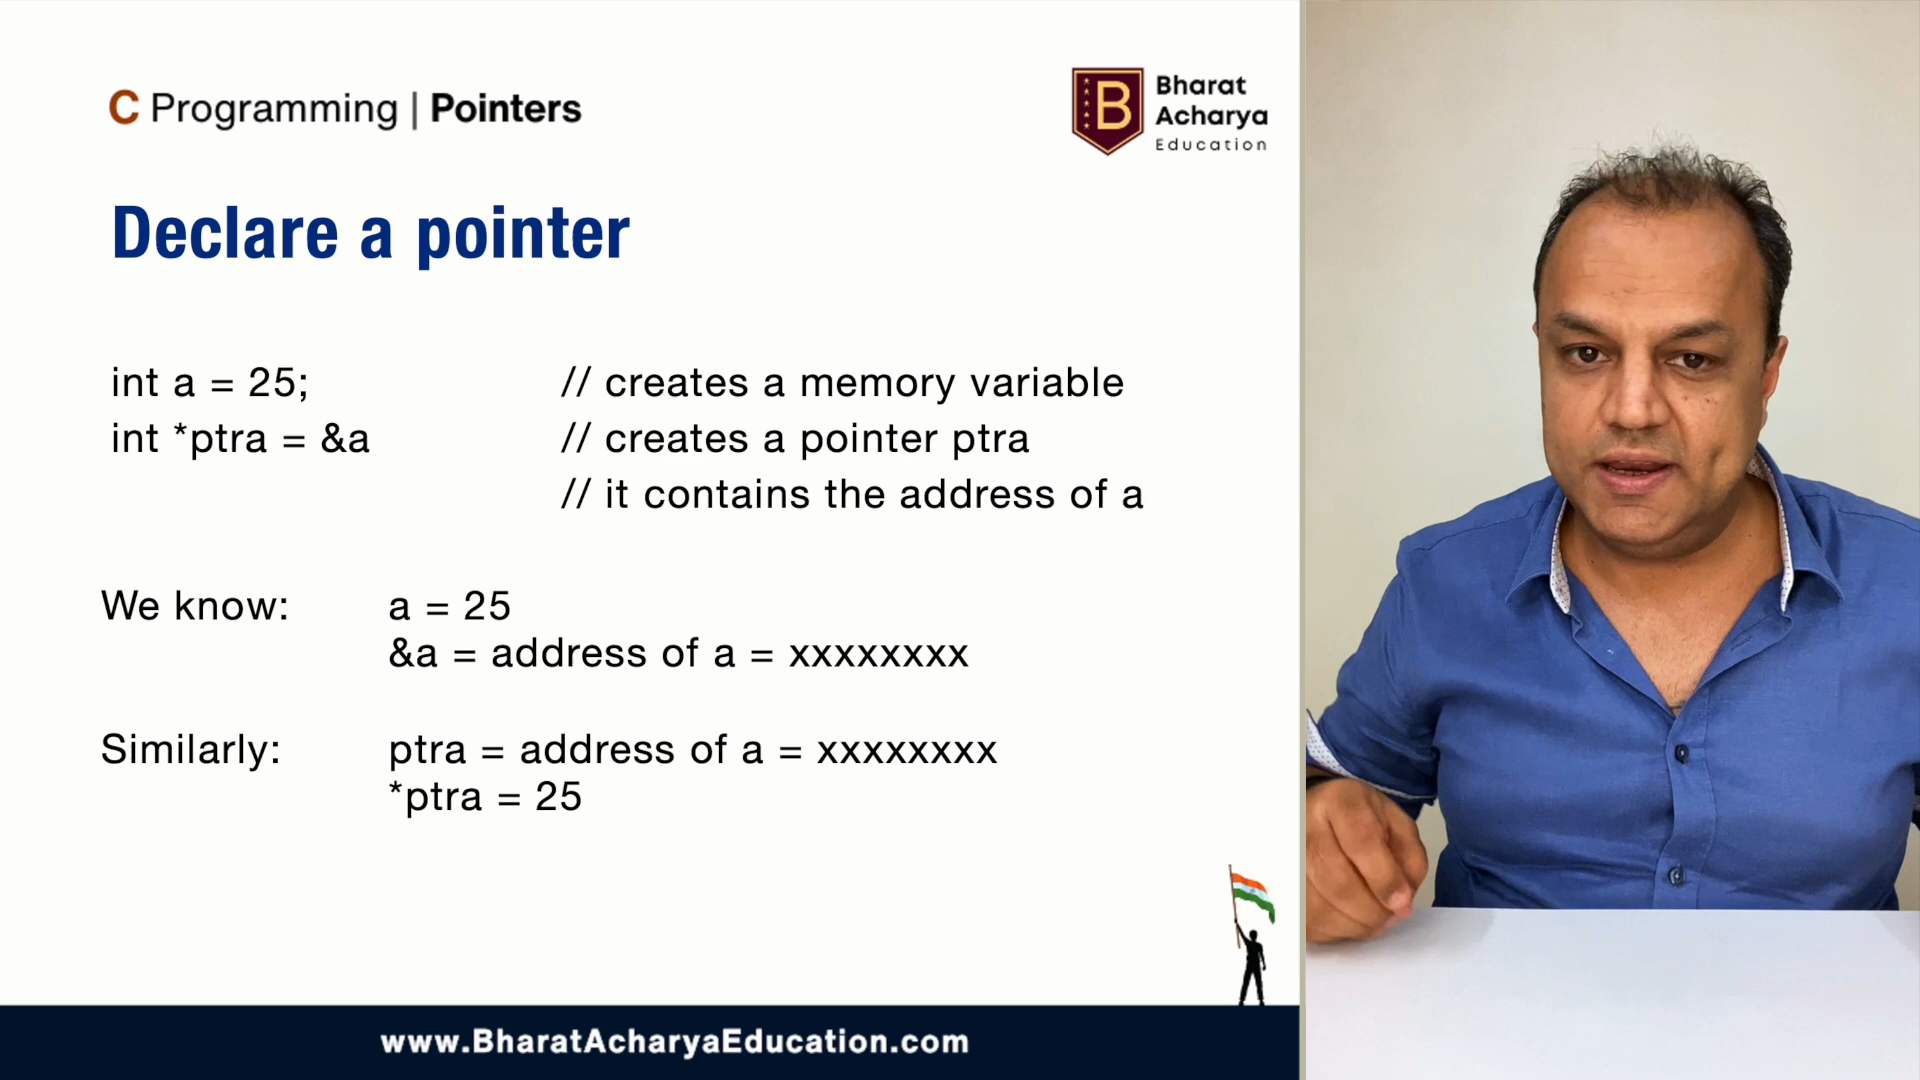 C Programming | Pointers
B
Bharat
Acharya
Education
Declare a pointer
int a = 25; // creates a memory variable
int *ptra = &a // creates a pointer ptra
// it contains the address of a
We know: a = 25
&a = address of a = xxxxxxxx
Similarly: ptra = address of a = xxxxxxxx
*ptra = 25
www.BharatAcharyaEducation.com